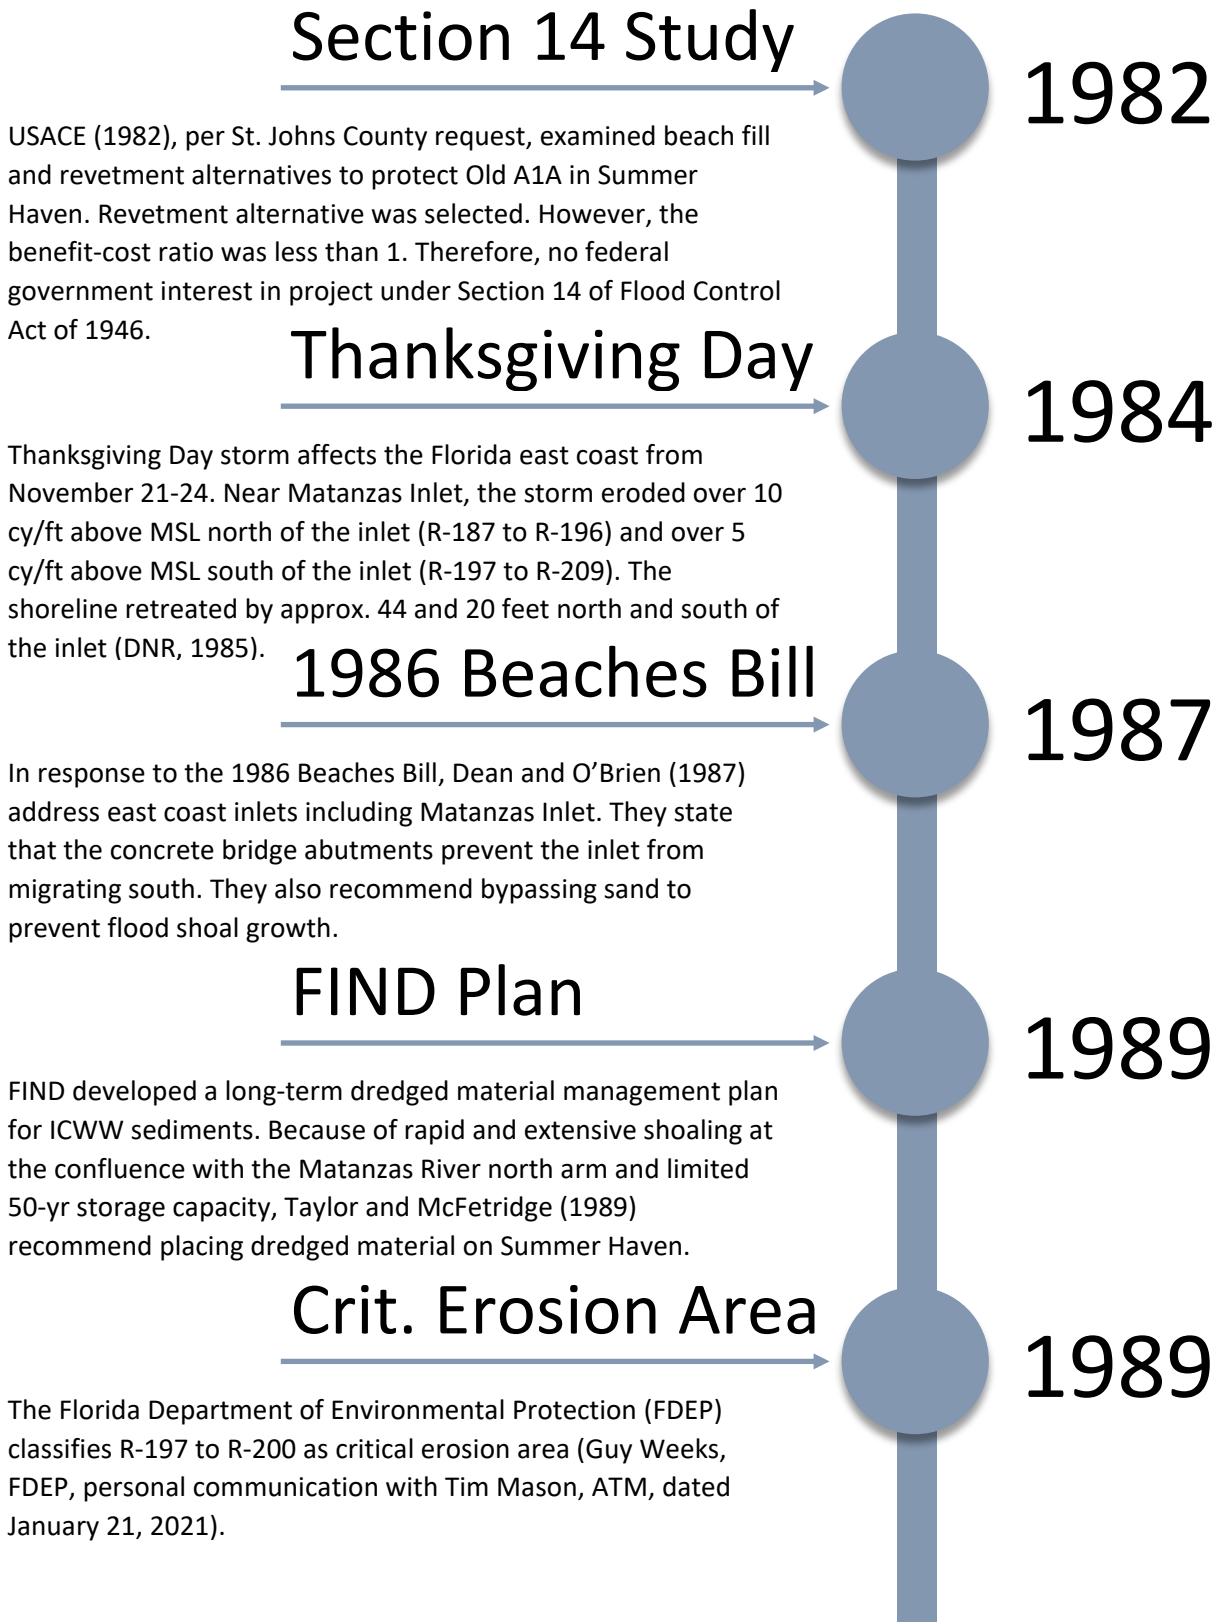 Section 14 Study
1982
USACE (1982), per St. Johns County request, examined beach fill
and revetment alternatives to protect Old A1A in Summer
Haven. Revetment alternative was selected. However, the
benefit-cost ratio was less than 1. Therefore, no federal
government interest in project under Section 14 of Flood Control
Act of 1946.
Thanksgiving Day
1984
Thanksgiving Day storm affects the Florida east coast from
November 21-24. Near Matanzas Inlet, the storm eroded over 10
cy/ft above MSL north of the inlet (R-187 to R-196) and over 5
cy/ft above MSL south of the inlet (R-197 to R-209). The
shoreline retreated by approx. 44 and 20 feet north and south of
the inlet (DNR, 1985).
1986 Beaches Bill
1987
In response to the 1986 Beaches Bill, Dean and O’Brien (1987)
address east coast inlets including Matanzas Inlet. They state
that the concrete bridge abutments prevent the inlet from
migrating south. They also recommend bypassing sand to
prevent flood shoal growth.
FIND Plan
1989
FIND developed a long-term dredged material management plan
for ICWW sediments. Because of rapid and extensive shoaling at
the confluence with the Matanzas River north arm and limited
50-yr storage capacity, Taylor and McFetridge (1989)
recommend placing dredged material on Summer Haven.
Crit. Erosion Area
1989
The Florida Department of Environmental Protection (FDEP)
classifies R-197 to R-200 as critical erosion area (Guy Weeks,
FDEP, personal communication with Tim Mason, ATM, dated
January 21, 2021).